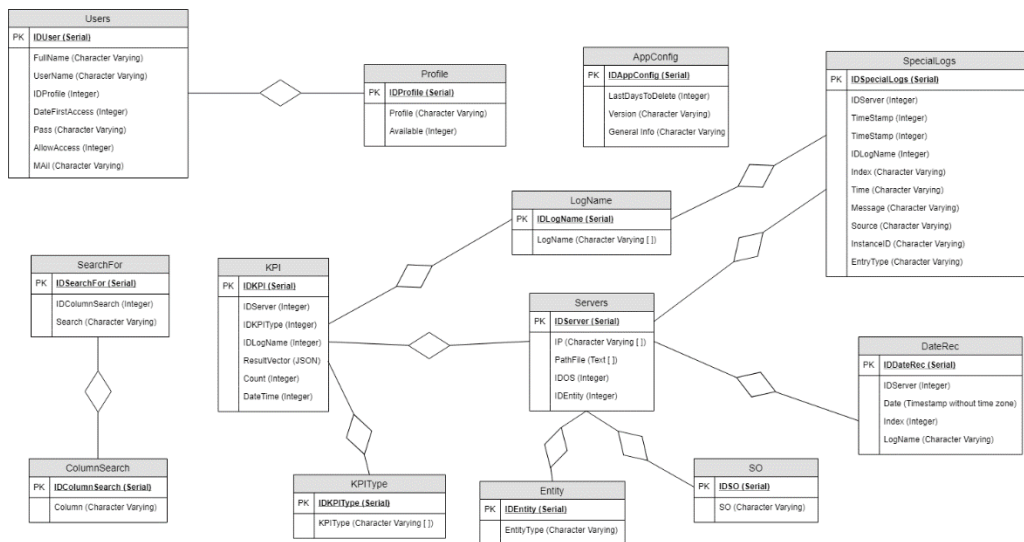 Users
PK IDUser (Serial)
FullName (Character Varying)
UserName (Character Varying)
IDProfile (Integer)
DateFirstAccess (Integer)
Pass (Character Varying)
AllowAccess (Integer)
MAil (Character Varying)
Profile
PK IDProfile (Serial)
Profile (Character Varying)
Available (Integer)
AppConfig
PK IDAppConfig (Serial)
LastDaysToDelete (Integer)
Version (Character Varying)
General Info (Character Varying
SpecialLogs
PK IDSpecialLogs (Serial)
IDServer (Integer)
TimeStamp (Integer)
TimeStamp (Integer)
IDLogName (Integer)
Index (Character Varying)
Time (Character Varying)
Message (Character Varying)
Source (Character Varying)
InstanceID (Character Varying)
EntryType (Character Varying)
LogName
PK IDLogName (Serial)
LogName (Character Varying [ ])
SearchFor
PK IDSearchFor (Serial)
IDColumnSearch (Integer)
Search (Character Varying)
KPI
PK IDKPI (Serial)
IDServer (Integer)
IDKPIType (Integer)
IDLogName (Integer)
ResultVector (JSON)
Count (Integer)
DateTime (Integer)
Servers
PK IDServer (Serial)
IP (Character Varying [ ])
PathFile (Text [ ])
IDOS (Integer)
IDEntity (Integer)
DateRec
PK IDDateRec (Serial)
IDServer (Integer)
Date (Timestamp without time zone)
Index (Integer)
LogName (Character Varying)
ColumnSearch
PK IDColumnSearch (Serial)
Column (Character Varying)
KPIType
PK IDKPIType (Serial)
KPIType (Character Varying [ ])
Entity
PK IDEntity (Serial)
EntityType (Character Varying)
SO
PK IDSO (Serial)
SO (Character Varying)